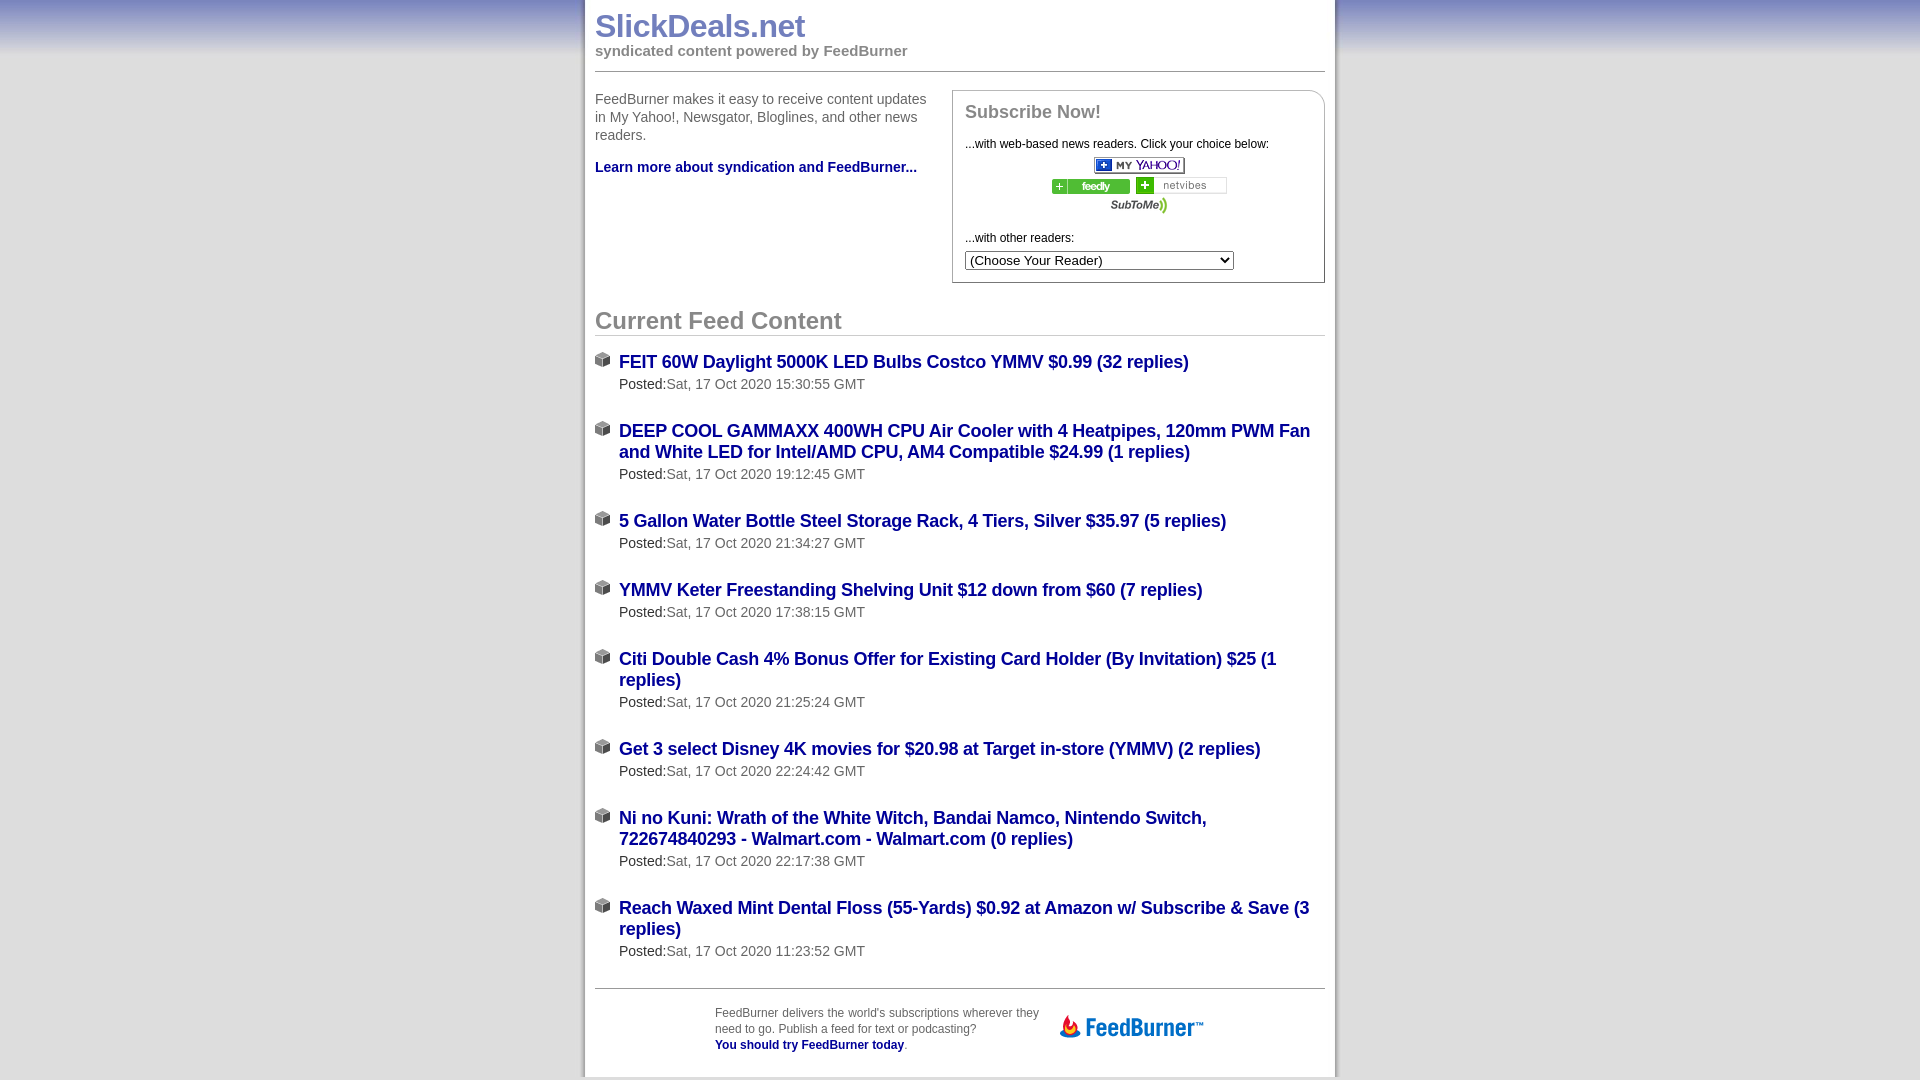 SlickDeals.net
syndicated content powered by FeedBurner
FeedBurner makes it easy to receive content updates
in My Yahoo!, Newsgator, Bloglines, and other news
readers.
Learn more about syndication and FeedBurner...
Subscribe Now!
...with web-based news readers. Click your choice below:
MY YAHOO!
feedly
netvibes
SubToMe
...with other readers:
(Choose Your Reader)
Current Feed Content
FEIT 60W Daylight 5000K LED Bulbs Costco YMMV $0.99 (32 replies)
Posted:Sat, 17 Oct 2020 15:30:55 GMT
DEEP COOL GAMMAXX 400WH CPU Air Cooler with 4 Heatpipes, 120mm PWM Fan
and White LED for Intel/AMD CPU, AM4 Compatible $24.99 (1 replies)
Posted:Sat, 17 Oct 2020 19:12:45 GMT
5 Gallon Water Bottle Steel Storage Rack, 4 Tiers, Silver $35.97 (5 replies)
Posted:Sat, 17 Oct 2020 21:34:27 GMT
YMMV Keter Freestanding Shelving Unit $12 down from $60 (7 replies)
Posted:Sat, 17 Oct 2020 17:38:15 GMT
Citi Double Cash 4% Bonus Offer for Existing Card Holder (By Invitation) $25 (1
replies)
Posted:Sat, 17 Oct 2020 21:25:24 GMT
Get 3 select Disney 4K movies for $20.98 at Target in-store (YMMV) (2 replies)
Posted:Sat, 17 Oct 2020 22:24:42 GMT
Ni no Kuni: Wrath of the White Witch, Bandai Namco, Nintendo Switch,
722674840293 - Walmart.com - Walmart.com (0 replies)
Posted:Sat, 17 Oct 2020 22:17:38 GMT
Reach Waxed Mint Dental Floss (55-Yards) $0.92 at Amazon w/ Subscribe & Save (3
replies)
Posted:Sat, 17 Oct 2020 11:23:52 GMT
FeedBurner delivers the world's subscriptions wherever they
need to go. Publish a feed for text or podcasting?
You should try FeedBurner today.
FeedBurner™